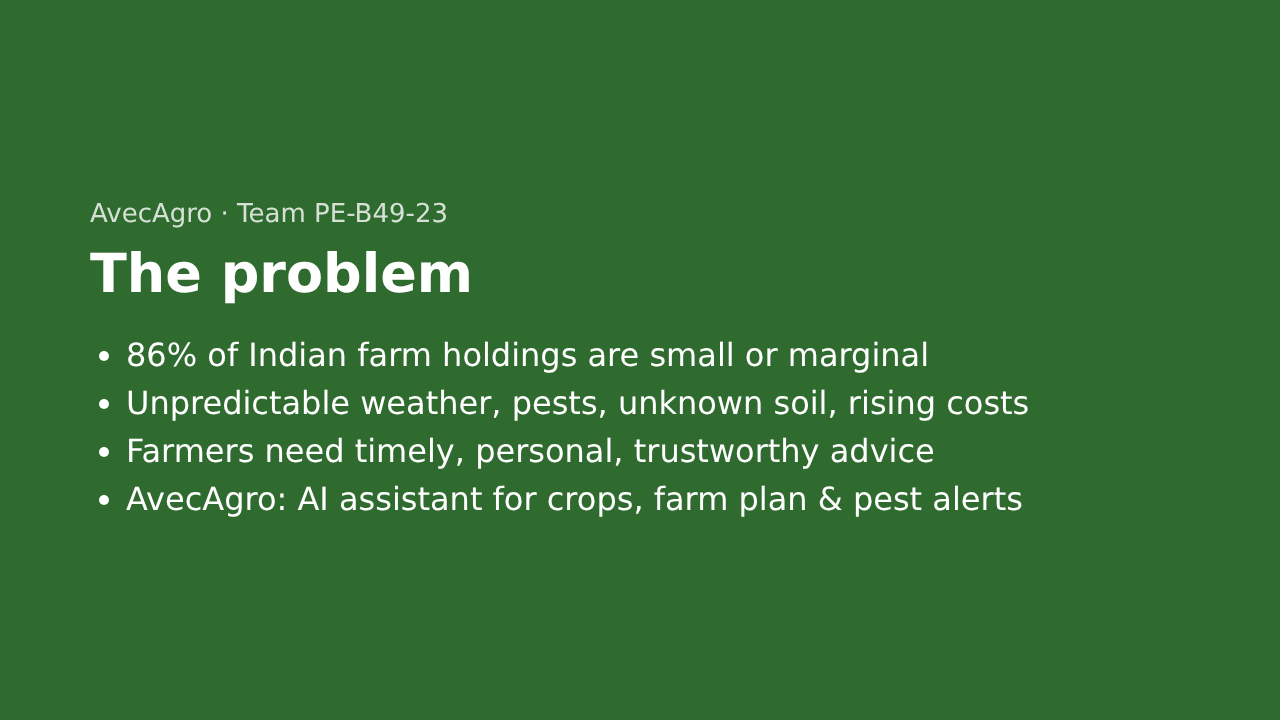 AvecAgro · Team PE-B49-23
The problem
• 86% of Indian farm holdings are small or marginal
• Unpredictable weather, pests, unknown soil, rising costs
• Farmers need timely, personal, trustworthy advice
• AvecAgro: AI assistant for crops, farm plan & pest alerts